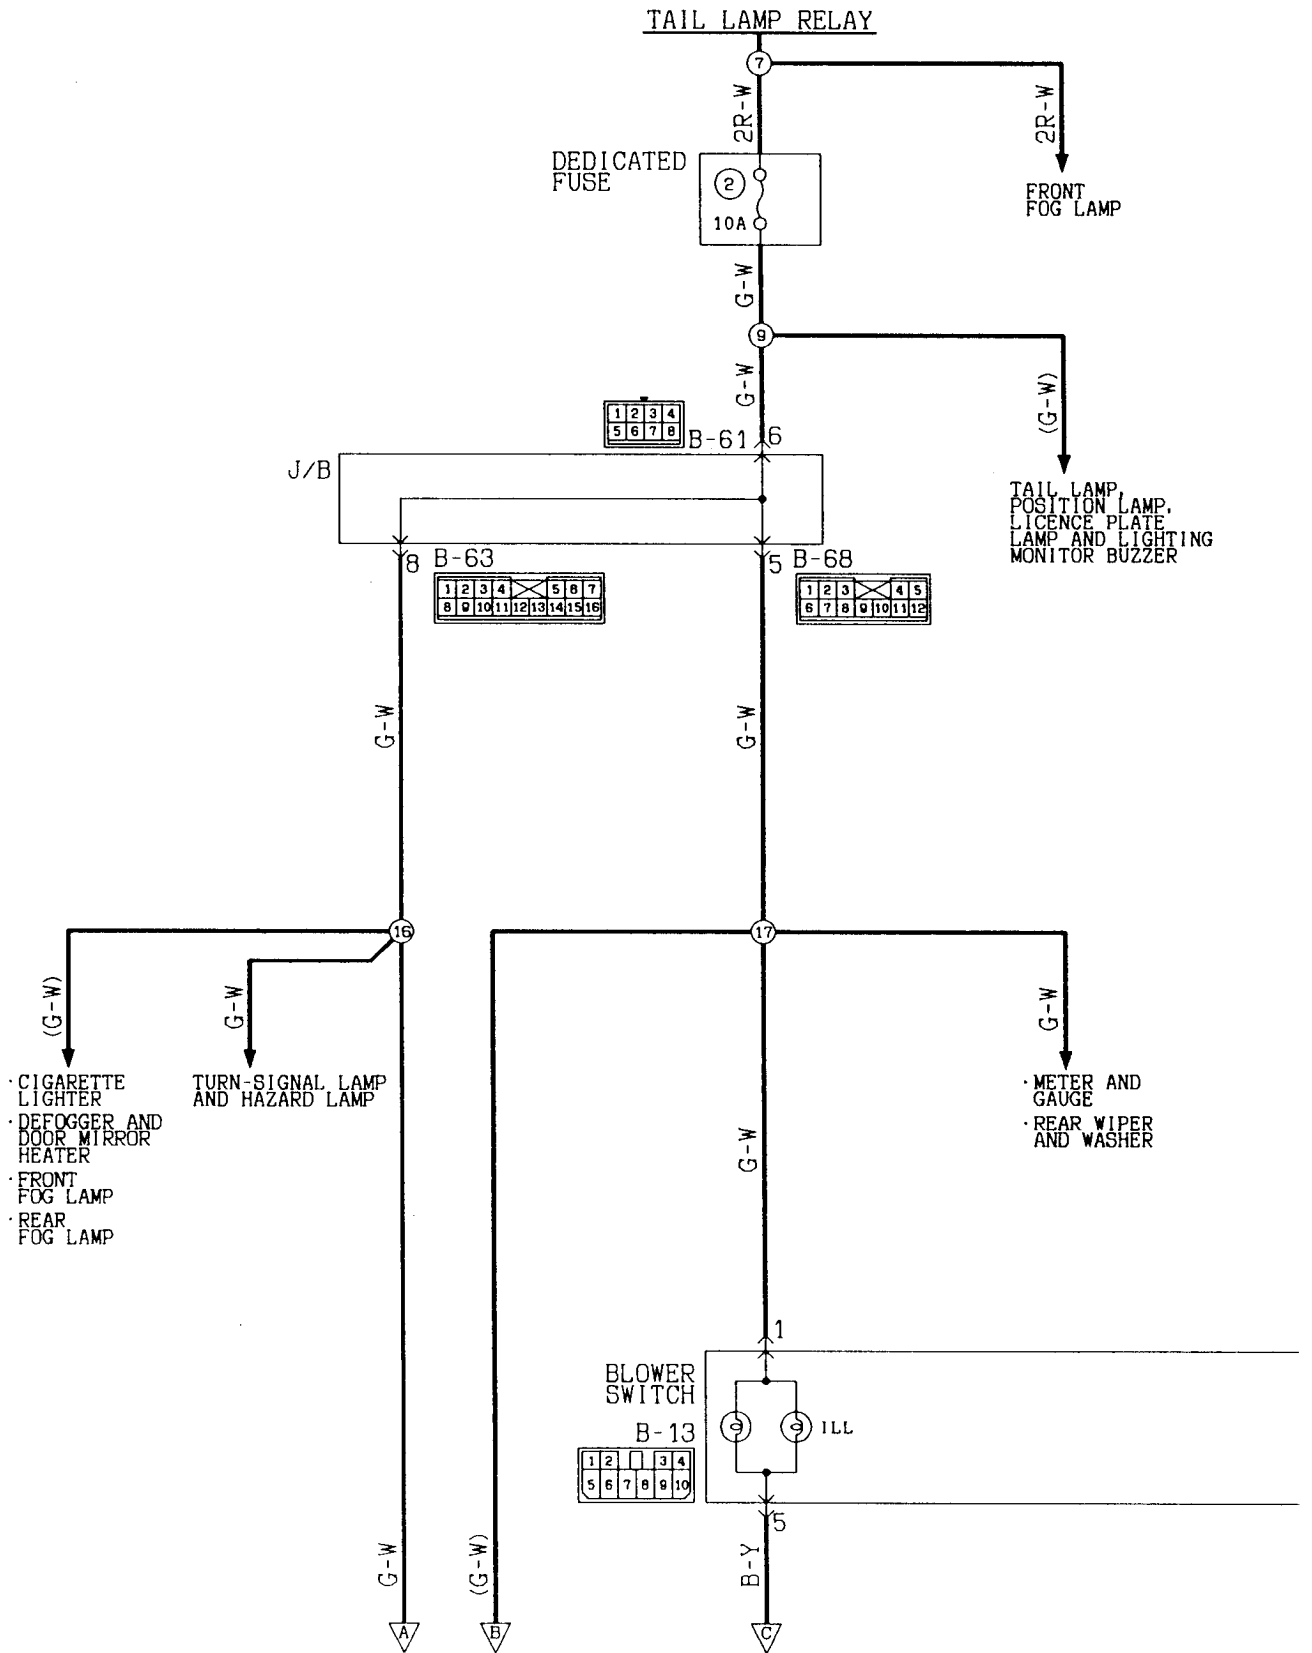 TAIL LAMP RELAY
7
2R-W
2R-W
DEDICATED
FUSE
2
10A
FRONT
FOG LAMP
G-W
9
G-W
(G-W)
1 2 3 4
5 6 7 8
B-61
6
J/B
TAIL LAMP,
POSITION LAMP,
LICENCE PLATE
LAMP AND LIGHTING
MONITOR BUZZER
8
B-63
1 2 3 4 5 6 7
8 9 10 11 12 13 14 15 16
5
B-68
1 2 3 4 5
6 7 8 9 10 11 12
G-W
G-W
16
17
(G-W)
G-W
G-W
· CIGARETTE
LIGHTER
· DEFOGGER AND
DOOR MIRROR
HEATER
· FRONT
FOG LAMP
· REAR
FOG LAMP
TURN-SIGNAL LAMP
AND HAZARD LAMP
· METER AND
GAUGE
· REAR WIPER
AND WASHER
G-W
1
BLOWER
SWITCH
B-13
1 2 3 4
5 6 7 8 9 10
ILL
5
G-W
(G-W)
B-Y
A
B
C